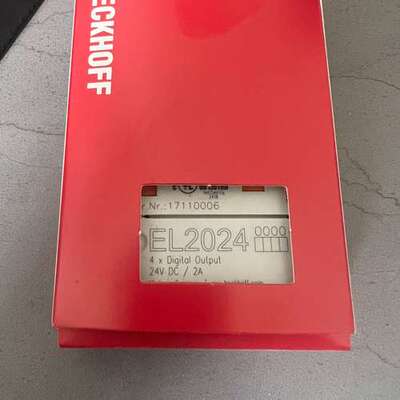 ECKHOFF
r.Nr.:17110006
EL2024
4 x Digital Output
24V DC / 2A